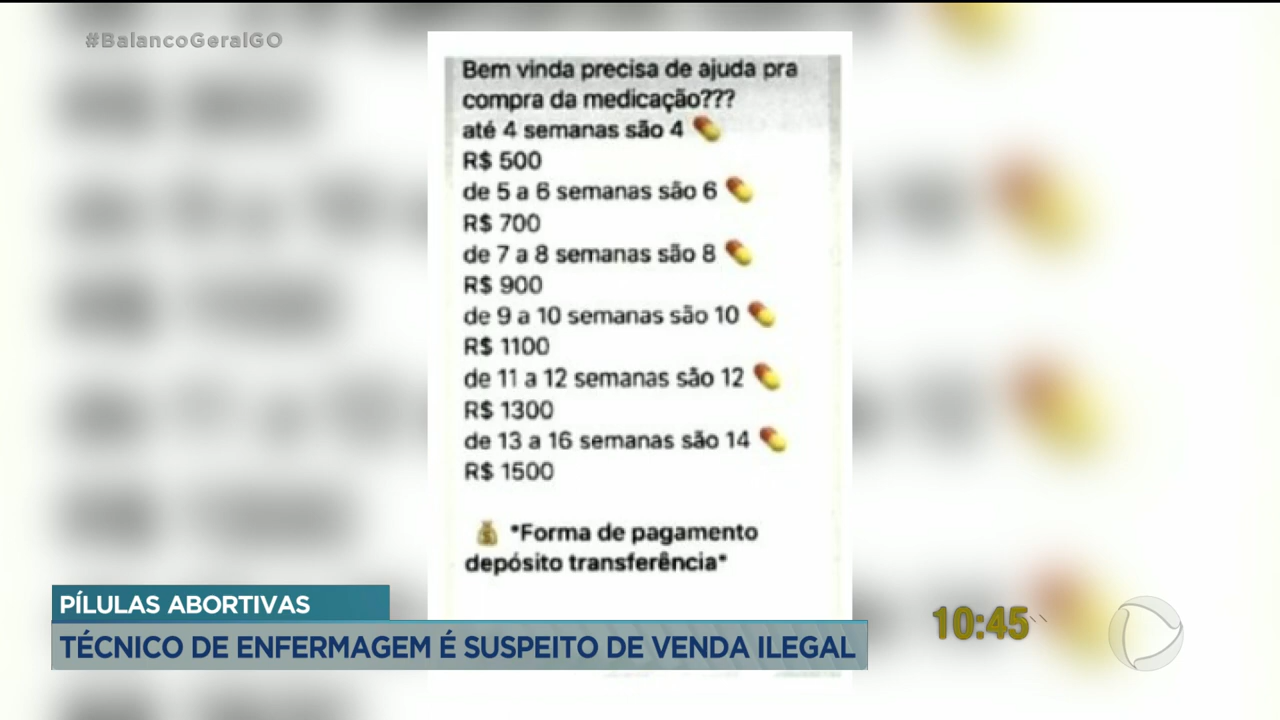 #BalancoGeralGO
Bem vinda precisa de ajuda pra
compra da medicação???
até 4 semanas são 4
R$ 500
de 5 a 6 semanas são 6
R$ 700
de 7 a 8 semanas são 8
R$ 900
de 9 a 10 semanas são 10
R$ 1100
de 11 a 12 semanas são 12
R$ 1300
de 13 a 16 semanas são 14
R$ 1500
*Forma de pagamento
depósito transferência*
PÍLULAS ABORTIVAS
TÉCNICO DE ENFERMAGEM É SUSPEITO DE VENDA ILEGAL
10:45